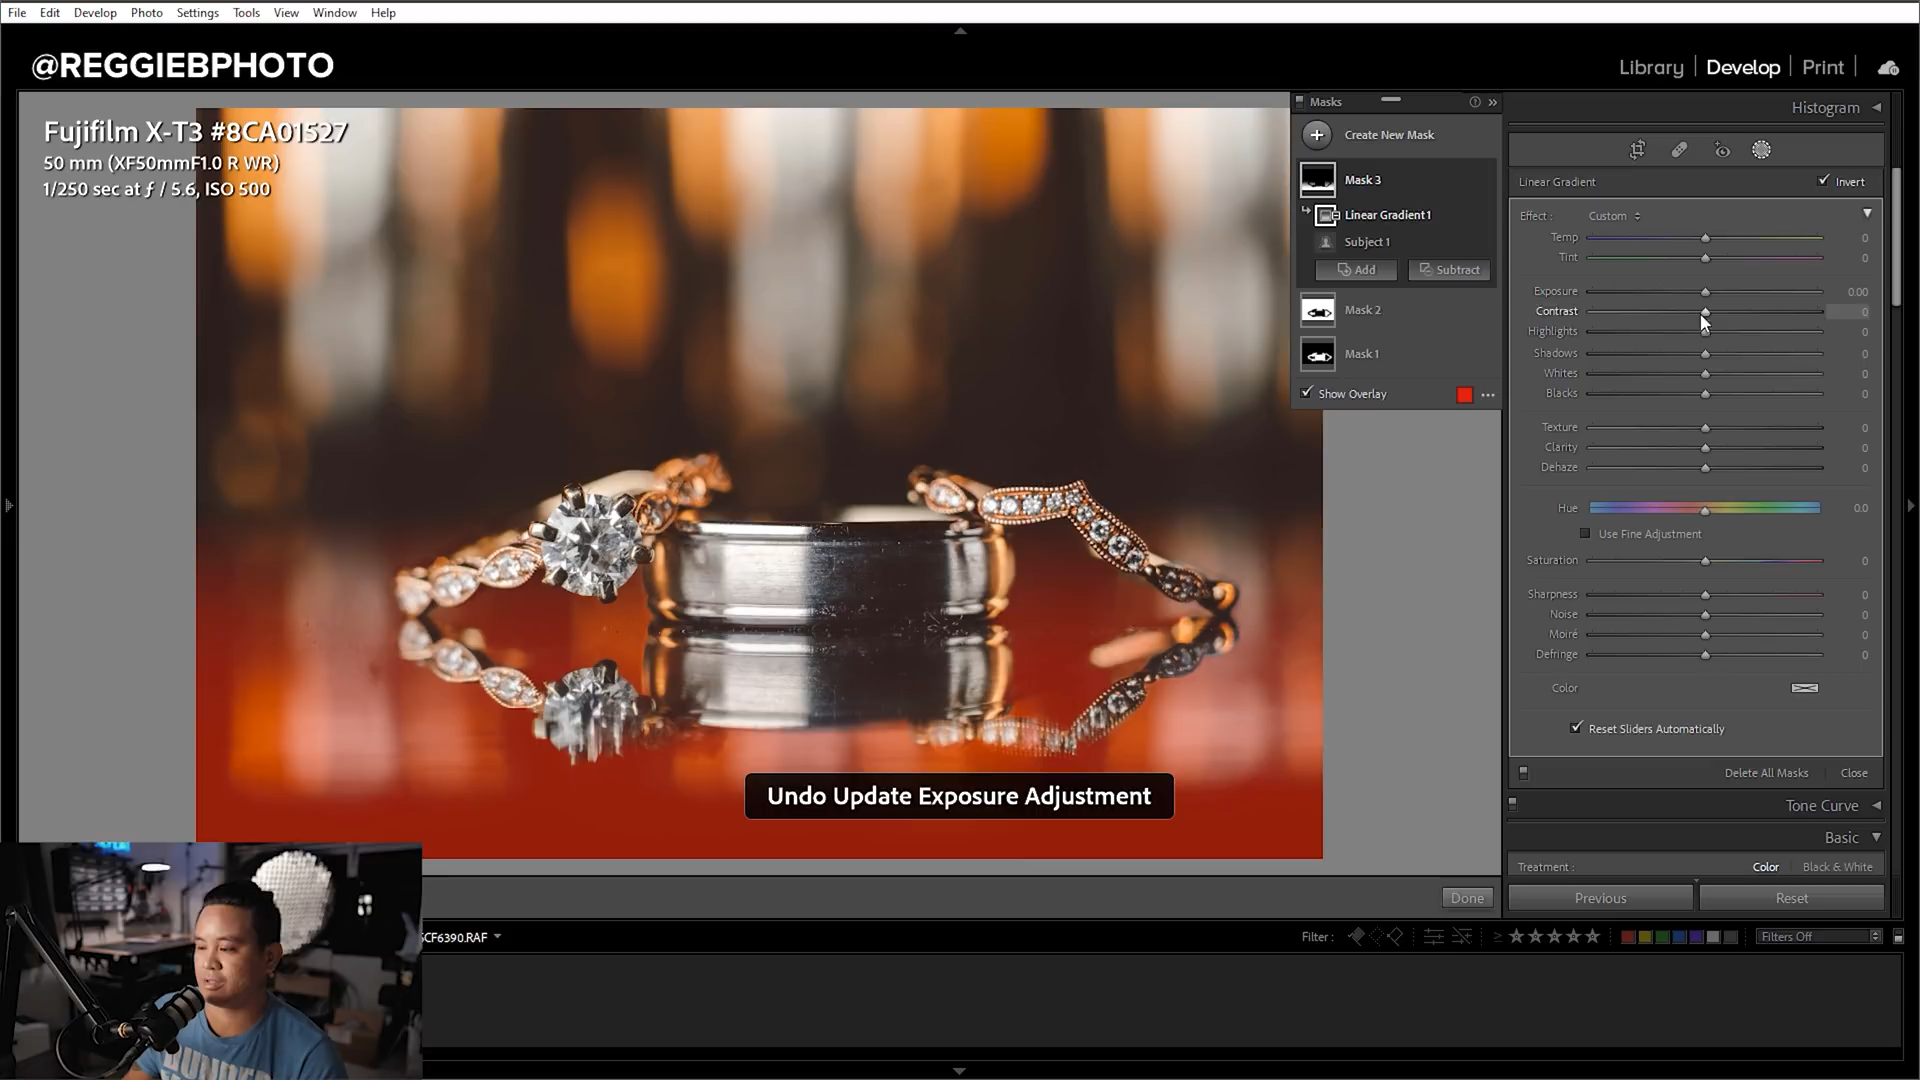 File Edit Develop Photo Settings Tools View Window Help
@REGGIEBPHOTO
Library | Develop | Print |
Fujifilm X-T3 #8CA01527
50 mm (XF50mmF1.0 R WR)
1/250 sec at ƒ / 5.6, ISO 500
Masks
Create New Mask
Mask 3
Linear Gradient 1
Subject 1
Add Subtract
Mask 2
Mask 1
Show Overlay
Histogram
Linear Gradient Invert
Effect : Custom
Temp 0
Tint 0
Exposure 0.00
Contrast 0
Highlights 0
Shadows 0
Whites 0
Blacks 0
Texture 0
Clarity 0
Dehaze 0
Hue 0.0
Use Fine Adjustment
Saturation 0
Sharpness 0
Noise 0
Moiré 0
Defringe 0
Color
Reset Sliders Automatically
Delete All Masks Close
Tone Curve
Basic
Treatment : Color Black & White
Previous Reset
Undo Update Exposure Adjustment
Done
SCF6390.RAF
Filter : Filters Off